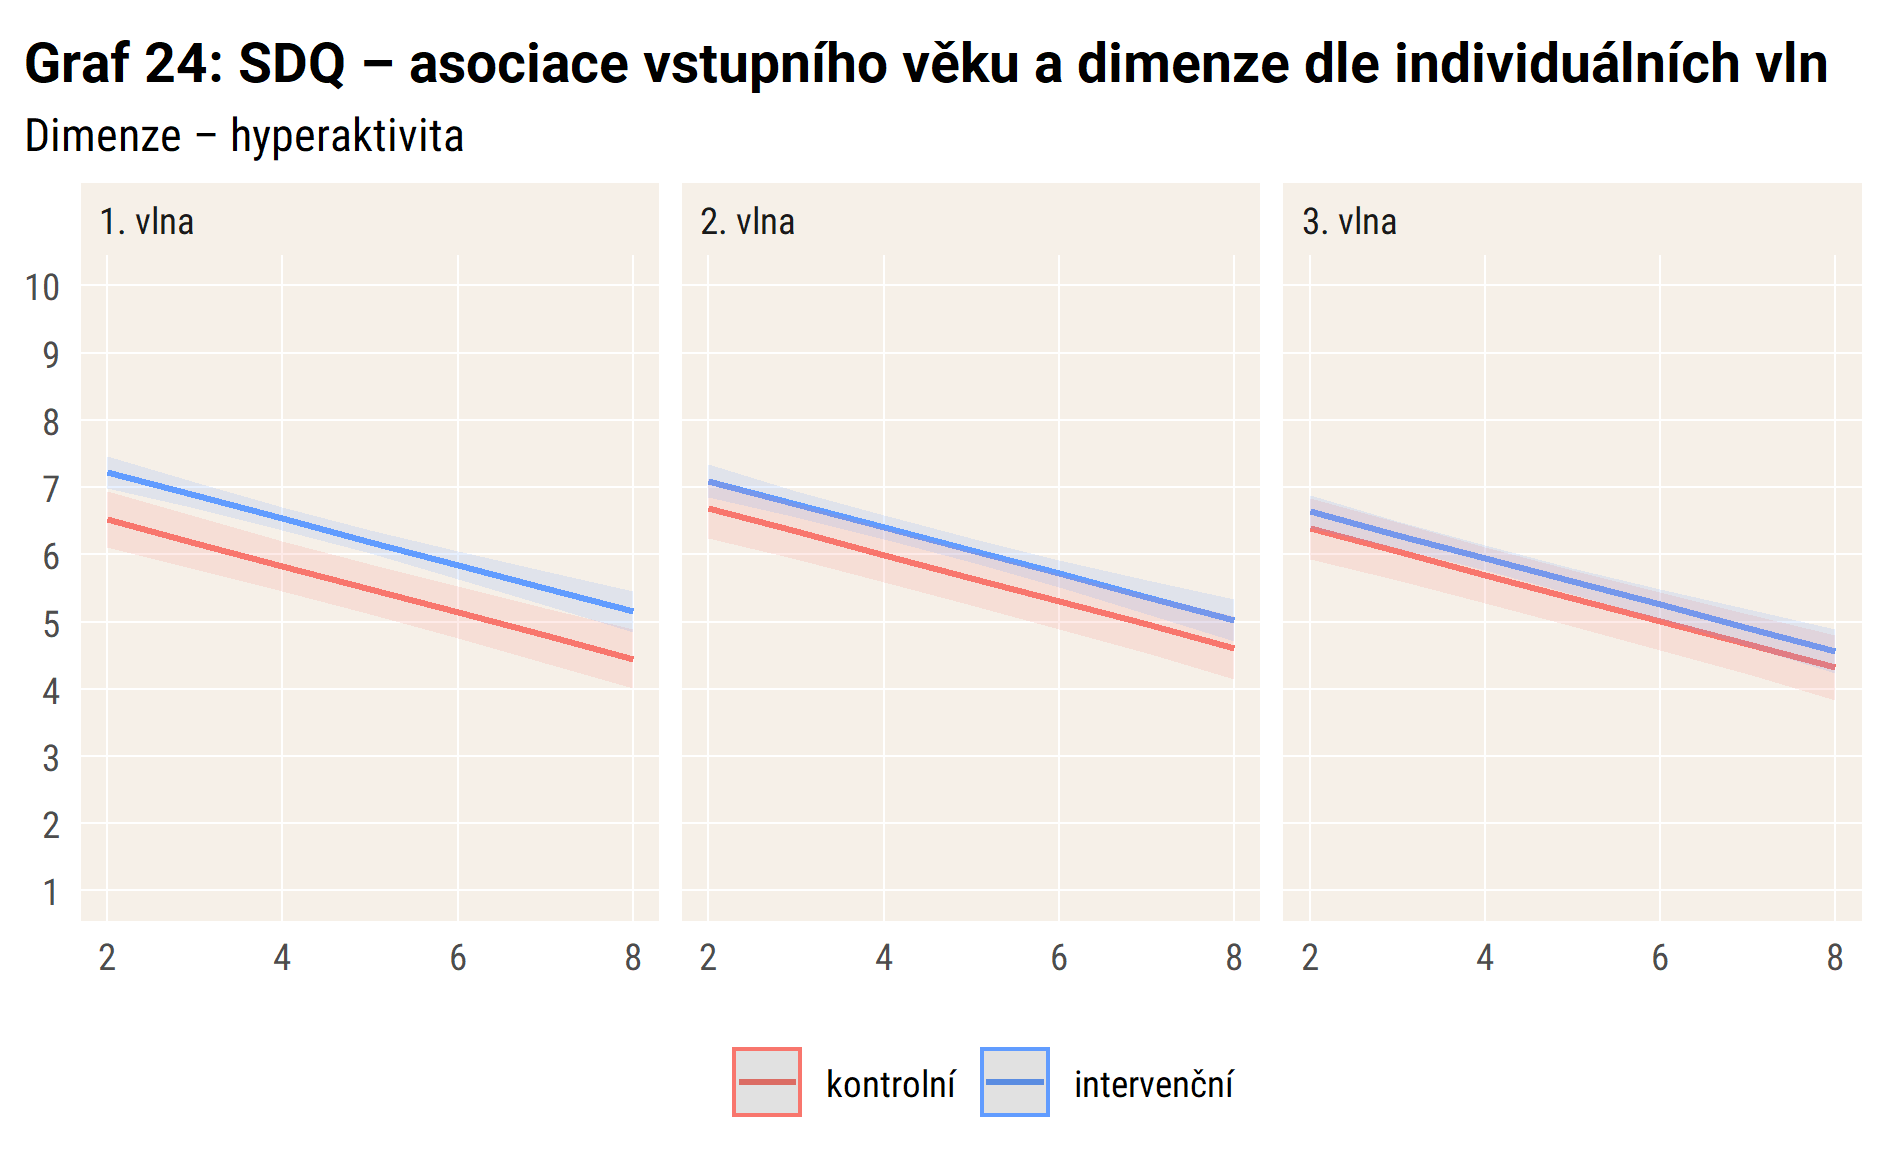 Graf 24: SDQ – asociace vstupního věku a dimenze dle individuálních vln
Dimenze – hyperaktivita
1. vlna
2. vlna
3. vlna
10
9
8
7
6
5
4
3
2
1
2 4 6 8
2 4 6 8
2 4 6 8
kontrolní
intervenční